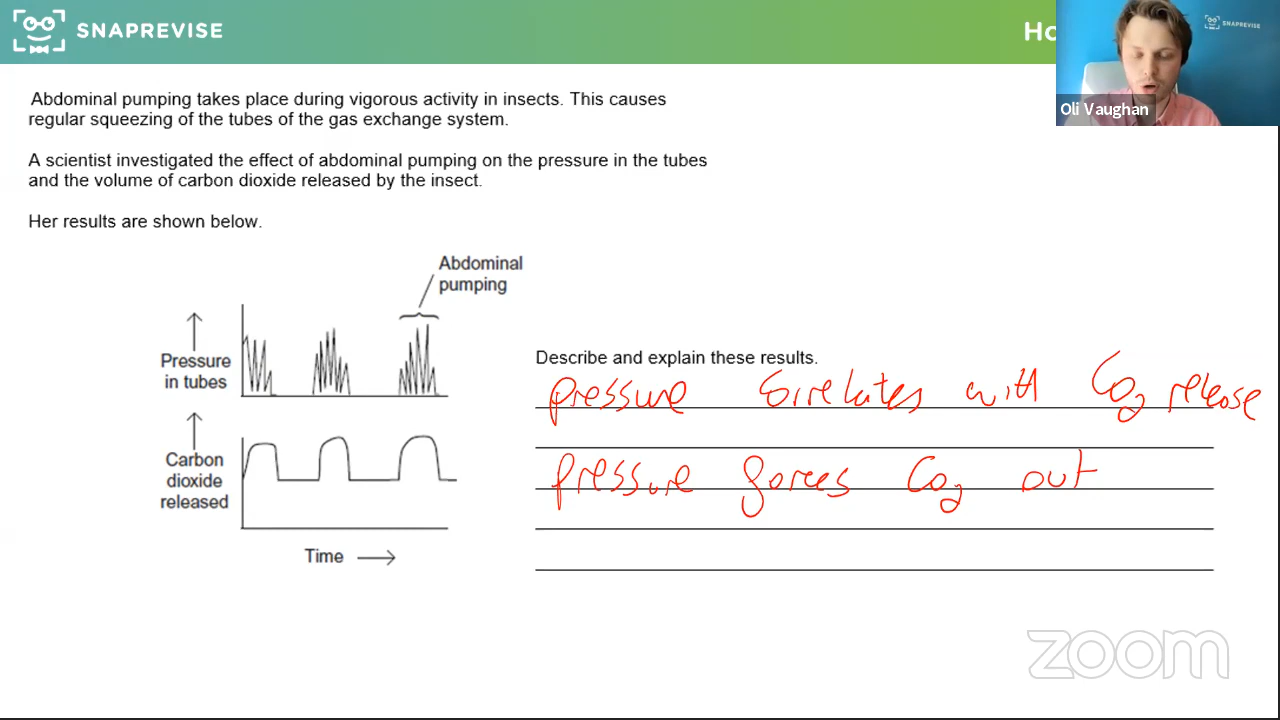 SNAPREVISE
Ho
SNAPREVISE
Oli Vaughan
Abdominal pumping takes place during vigorous activity in insects. This causes
regular squeezing of the tubes of the gas exchange system.
A scientist investigated the effect of abdominal pumping on the pressure in the tubes
and the volume of carbon dioxide released by the insect.
Her results are shown below.
Abdominal
pumping
Pressure
in tubes
Carbon
dioxide
released
Time
Describe and explain these results.
pressure correlates with CO2 release
pressure forces CO2 out
zoom